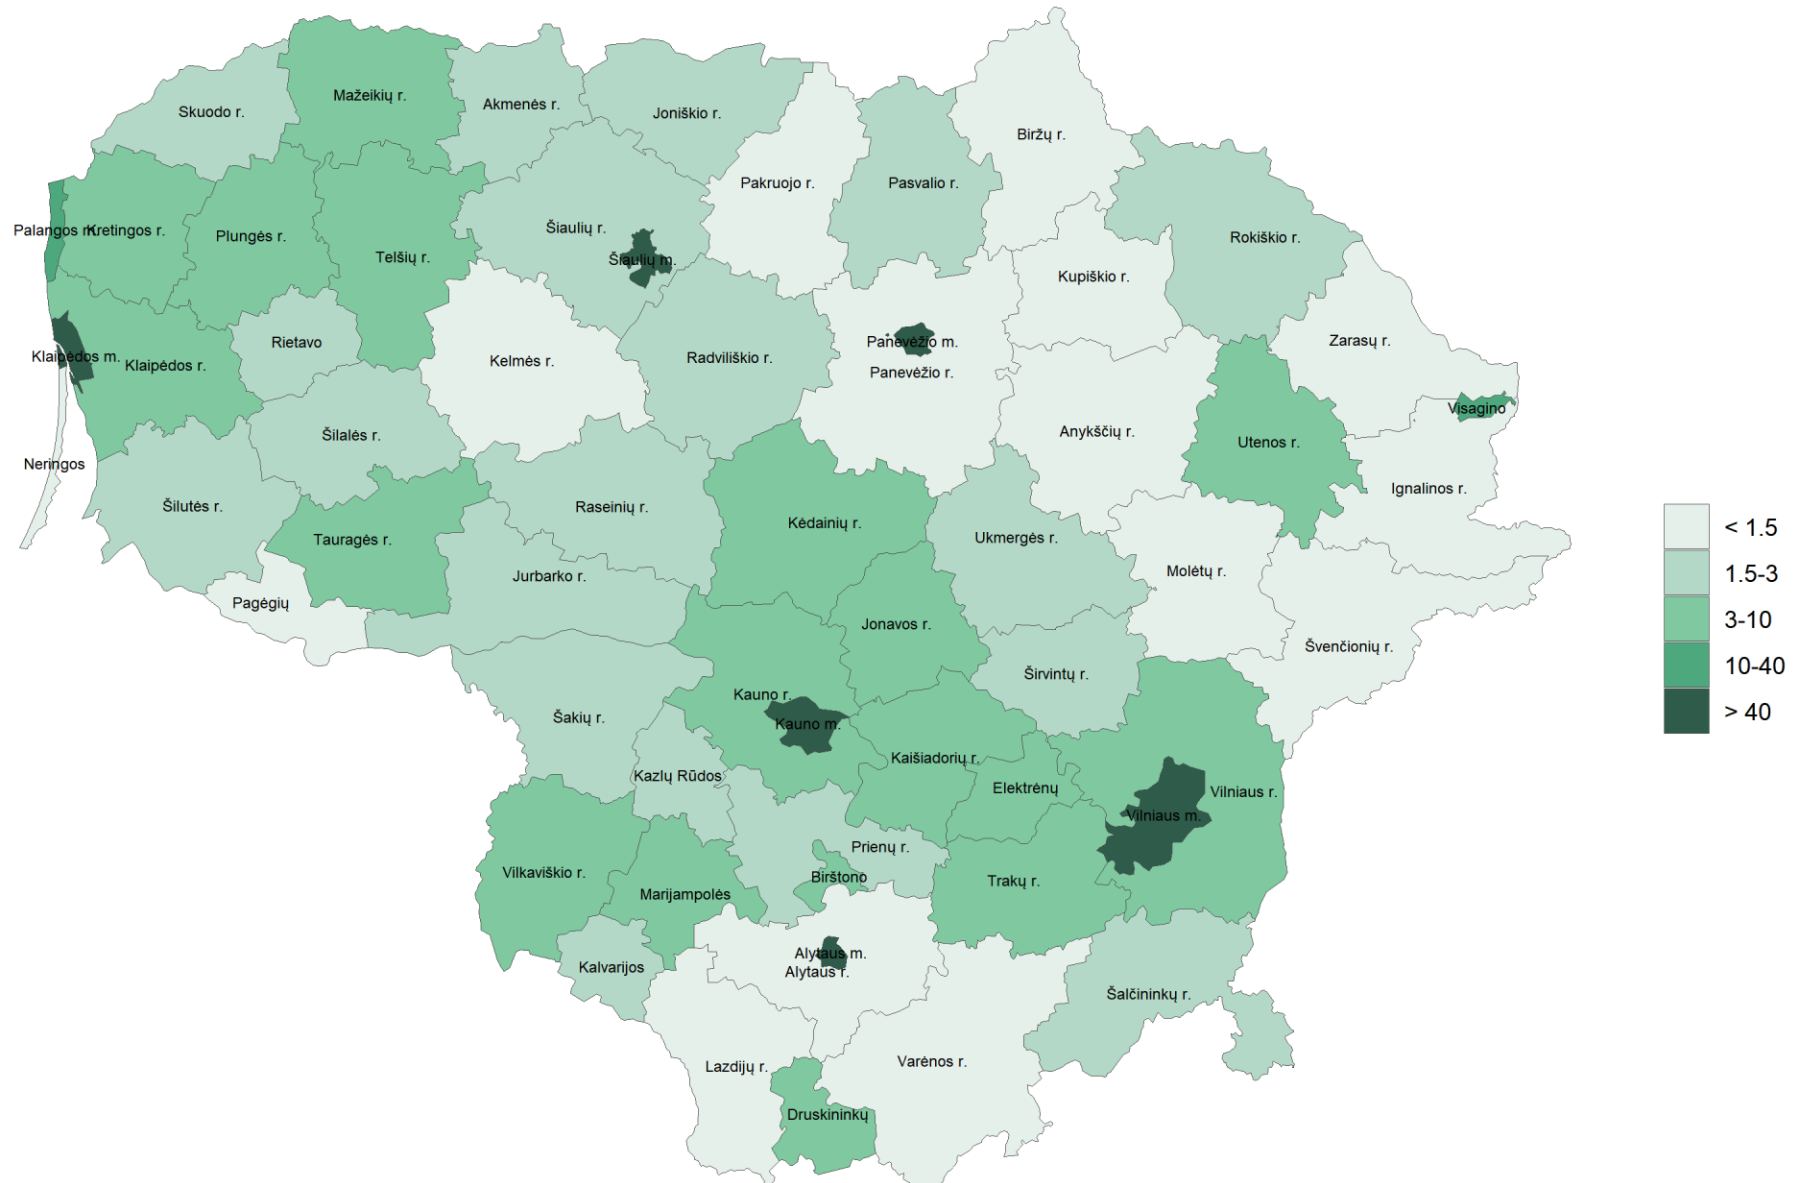 Mažeikių r.
Akmenės r.
Skuodo r.
Joniškio r.
Biržų r.
Pakruojo r.
Pasvalio r.
Palangos m.
Kretingos r.
Plungės r.
Šiaulių r.
Rokiškio r.
Telšių r.
Šiaulių m.
Kupiškio r.
Rietavo
Panevėžio m.
Zarasų r.
Klaipėdos m.
Klaipėdos r.
Kelmės r.
Radviliškio r.
Panevėžio r.
Visagino
Šilalės r.
Anykščių r.
Utenos r.
Neringos
Ignalinos r.
Šilutės r.
Raseinių r.
Kėdainių r.
< 1.5
Tauragės r.
Ukmergės r.
Jurbarko r.
Molėtų r.
1.5-3
Pagėgių
Jonavos r.
3-10
Švenčionių r.
Širvintų r.
10-40
Kauno r.
Šakių r.
Kauno m.
> 40
Kaišiadorių r.
Kazlų Rūdos
Elektrėnų
Vilniaus r.
Vilniaus m.
Prienų r.
Vilkaviškio r.
Birštono
Trakų r.
Marijampolės
Alytaus m.
Kalvarijos
Alytaus r.
Šalčininkų r.
Lazdijų r.
Varėnos r.
Druskininkų